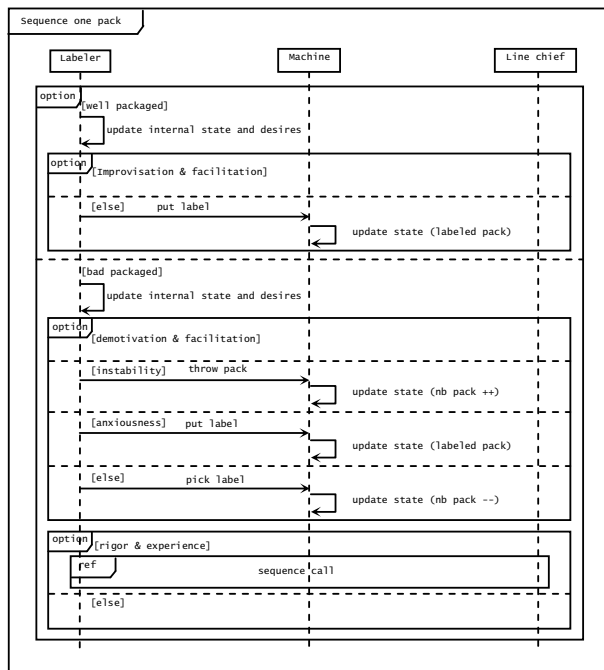 Sequence one pack
Labeler
Machine
Line chief
option
[well packaged]
update internal state and desires
option
[Improvisation & facilitation]
[else] put label
update state (labeled pack)
[bad packaged]
update internal state and desires
option
[demotivation & facilitation]
[instability] throw pack
update state (nb pack ++)
[anxiousness] put label
update state (labeled pack)
[else] pick label
update state (nb pack --)
option
[rigor & experience]
ref
sequence call
[else]